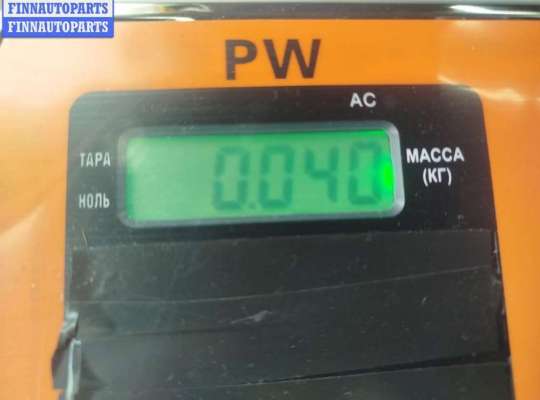 FINNAUTOPARTS
FINNAUTOPARTS
PW
AC
ТАРА
НОЛЬ
0.040
МАССА
(КГ)